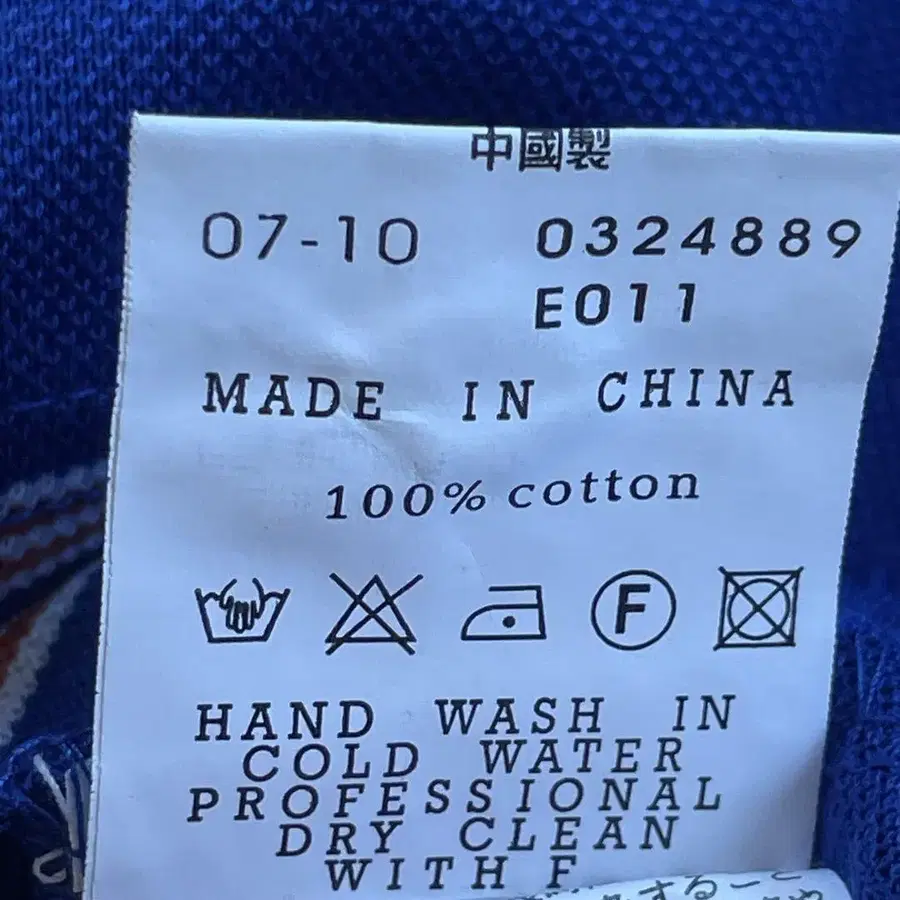 中國製
07-10 0324889
E011
MADE IN CHINA
100% cotton
F
HAND WASH IN
COLD WATER
PROFESSIONAL
DRY CLEAN
WITH F